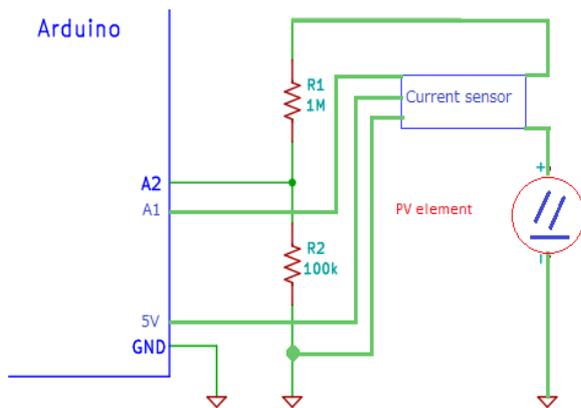 Arduino
R1
1M
Current sensor
A2
A1
+
PV element
R2
100k
5V
GND